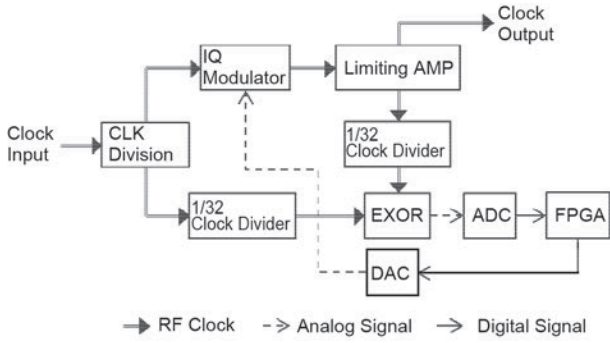 Clock
Output
IQ
Modulator
Limiting AMP
Clock
Input
CLK
Division
1/32
Clock Divider
1/32
Clock Divider
EXOR
ADC
FPGA
DAC
RF Clock
Analog Signal
Digital Signal